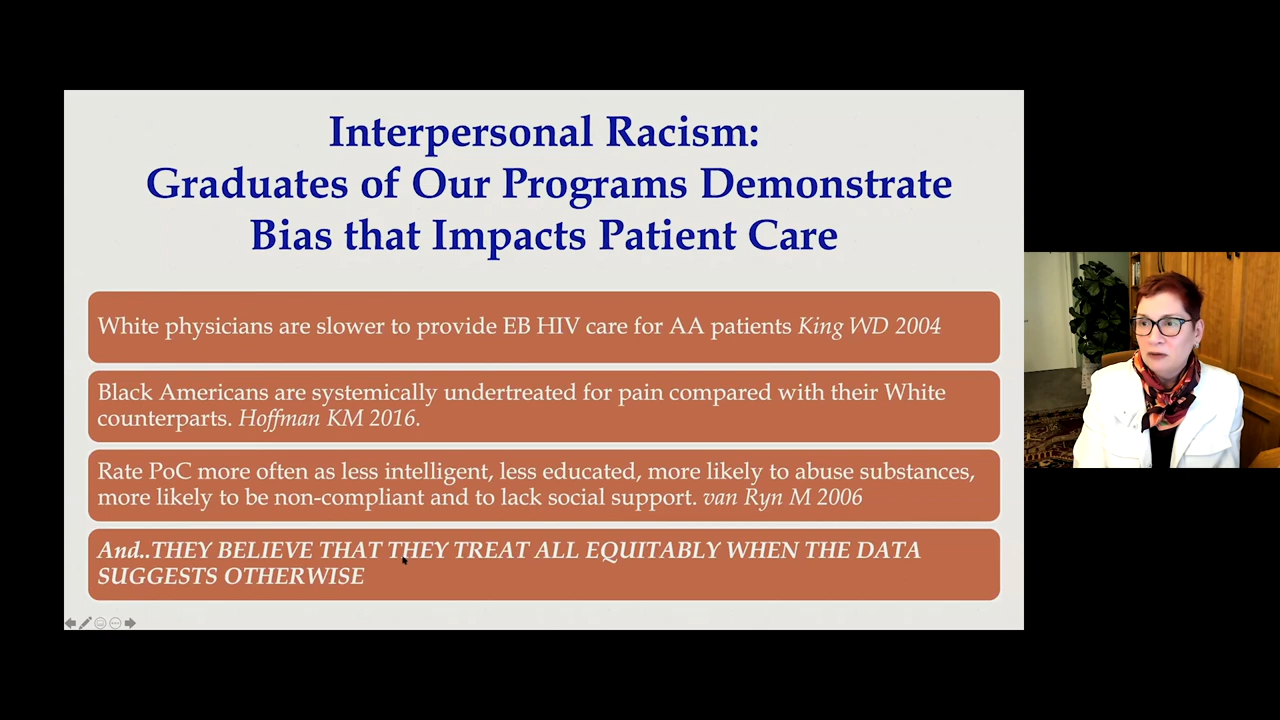 Interpersonal Racism:
Graduates of Our Programs Demonstrate
Bias that Impacts Patient Care
White physicians are slower to provide EB HIV care for AA patients King WD 2004
Black Americans are systemically undertreated for pain compared with their White
counterparts. Hoffman KM 2016.
Rate PoC more often as less intelligent, less educated, more likely to abuse substances,
more likely to be non-compliant and to lack social support. van Ryn M 2006
And..THEY BELIEVE THAT THEY TREAT ALL EQUITABLY WHEN THE DATA
SUGGESTS OTHERWISE